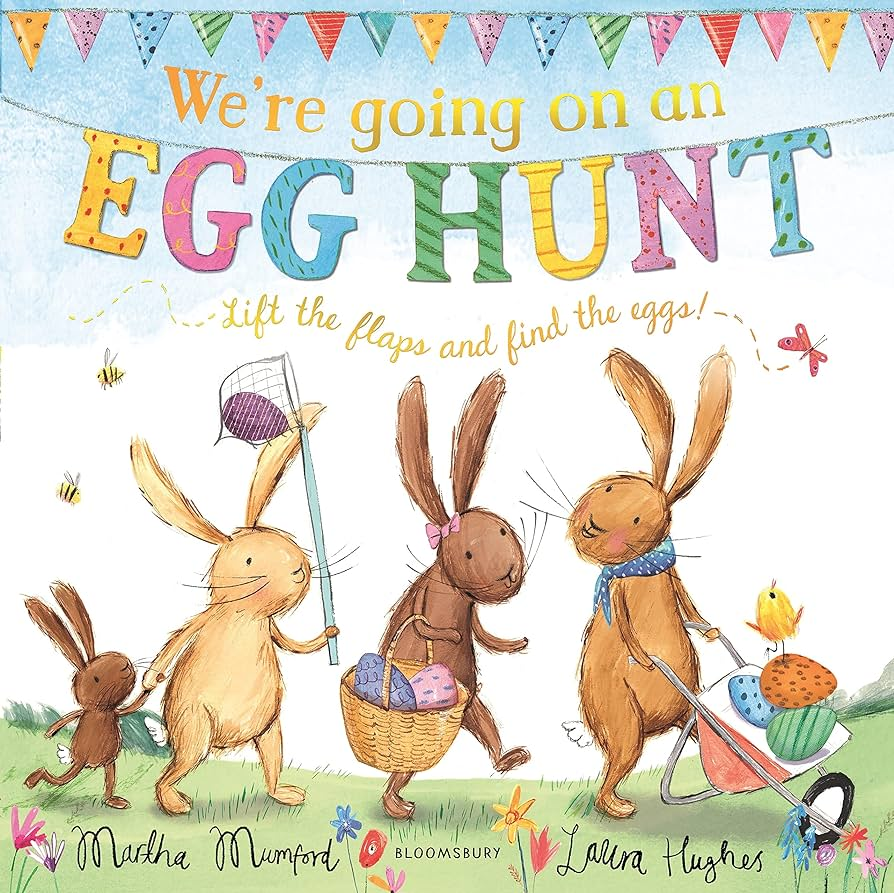 We're going on an
EGG HUNT
Lift the flaps and find the eggs!
Martha Mumford
BLOOMSBURY
Laura Hughes